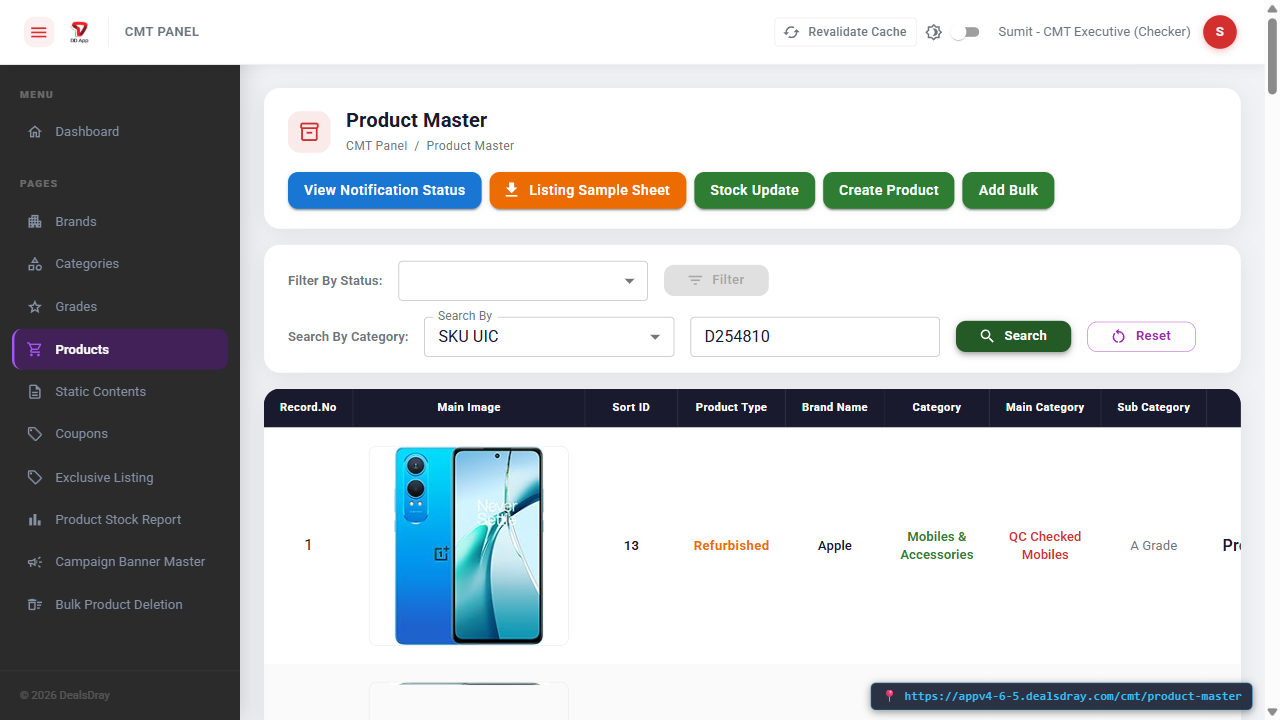 DD App
CMT PANEL
Revalidate Cache
Sumit - CMT Executive (Checker)
S
MENU
Dashboard
PAGES
Brands
Categories
Grades
Products
Static Contents
Coupons
Exclusive Listing
Product Stock Report
Campaign Banner Master
Bulk Product Deletion
© 2026 DealsDray
Product Master
CMT Panel / Product Master
View Notification Status
Listing Sample Sheet
Stock Update
Create Product
Add Bulk
Filter By Status:
Filter
Search By Category:
Search By
SKU UIC
D254810
Search
Reset
Record.No Main Image Sort ID Product Type Brand Name Category Main Category Sub Category
1
Never
Settle
13
Refurbished
Apple
Mobiles &
Accessories
QC Checked
Mobiles
A Grade
https://appv4-6-5.dealsdray.com/cmt/product-master